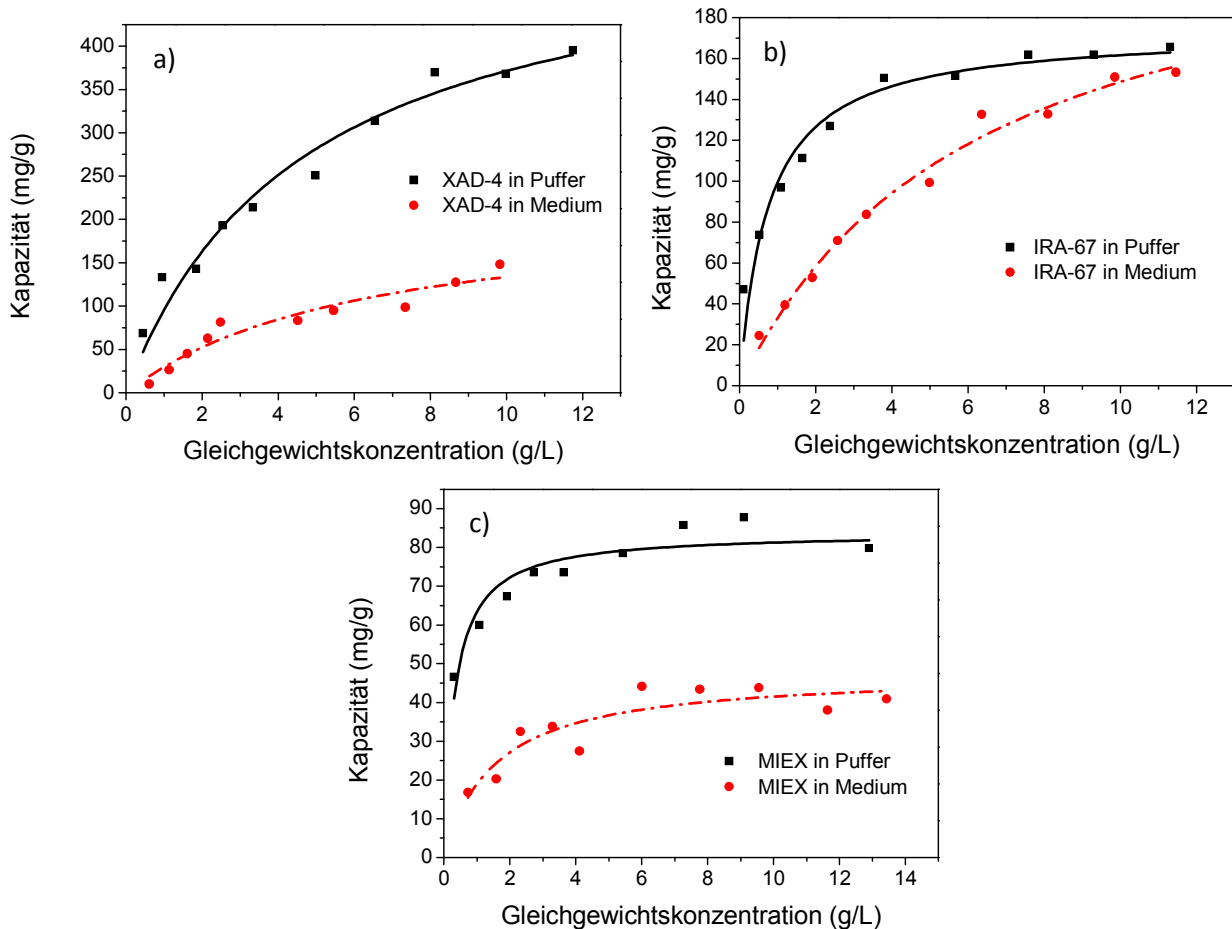 a)
Kapazität (mg/g)
400
350
300
250
200
150
100
50
0
XAD-4 in Puffer
XAD-4 in Medium
0 2 4 6 8 10 12
Gleichgewichtskonzentration (g/L)
b)
Kapazität (mg/g)
180
160
140
120
100
80
60
40
20
0
IRA-67 in Puffer
IRA-67 in Medium
0 2 4 6 8 10 12
Gleichgewichtskonzentration (g/L)
c)
Kapazität (mg/g)
90
80
70
60
50
40
30
20
10
0
MIEX in Puffer
MIEX in Medium
0 2 4 6 8 10 12 14
Gleichgewichtskonzentration (g/L)